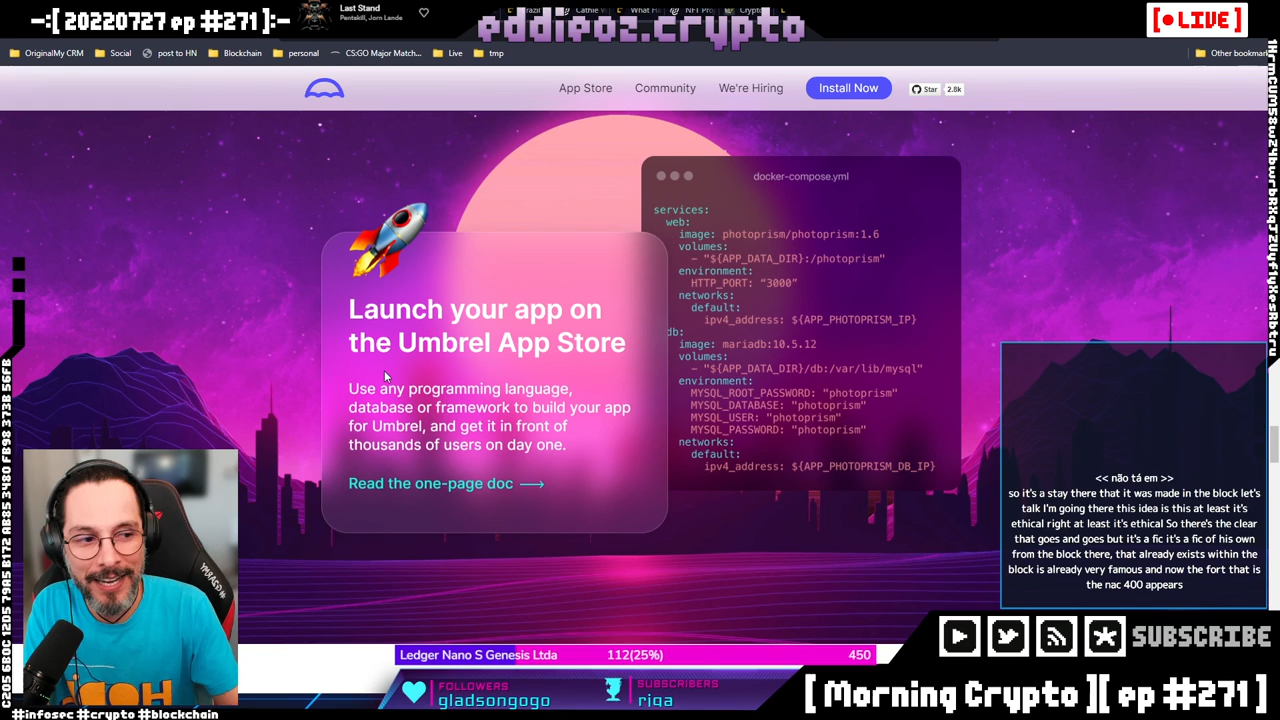 -:[ 20220727 ep #271 ]:-
Last Stand
Pentakill, Jorn Lande
eddieoz.crypto
[ LIVE ]
OriginalMy CRM
Social
post to HN
Blockchain
personal
CS:GO Major Match...
Live
tmp
Other bookmar
App Store
Community
We're Hiring
Install Now
Star
2.8k
docker-compose.yml
services:
web:
image: photoprism/photoprism:1.6
volumes:
- "${APP_DATA_DIR}:/photoprism"
environment:
HTTP_PORT: “3000”
networks:
default:
ipv4_address: ${APP_PHOTOPRISM_IP}
db:
image: mariadb:10.5.12
volumes:
- "${APP_DATA_DIR}/db:/var/lib/mysql"
environment:
MYSQL_ROOT_PASSWORD: "photoprism"
MYSQL_DATABASE: "photoprism"
MYSQL_USER: "photoprism"
MYSQL_PASSWORD: "photoprism"
networks:
default:
ipv4_address: ${APP_PHOTOPRISM_DB_IP}
Launch your app on
the Umbrel App Store
Use any programming language,
database or framework to build your app
for Umbrel, and get it in front of
thousands of users on day one.
Read the one-page doc
<< não tá em >>
so it's a stay there that it was made in the block let's
talk I'm going there this idea is this at least it's
ethical right at least it's ethical So there's the clear
that goes and goes but it's a fic it's a fic of his own
from the block there, that already exists within the
block is already very famous and now the fort that is
the nac 400 appears
SUBSCRIBE
Ledger Nano S Genesis Ltda
112(25%)
450
FOLLOWERS
gladsongogo
SUBSCRIBERS
riga
[ Morning Crypto ][ ep #271 ]
#infosec #crypto #blockchain